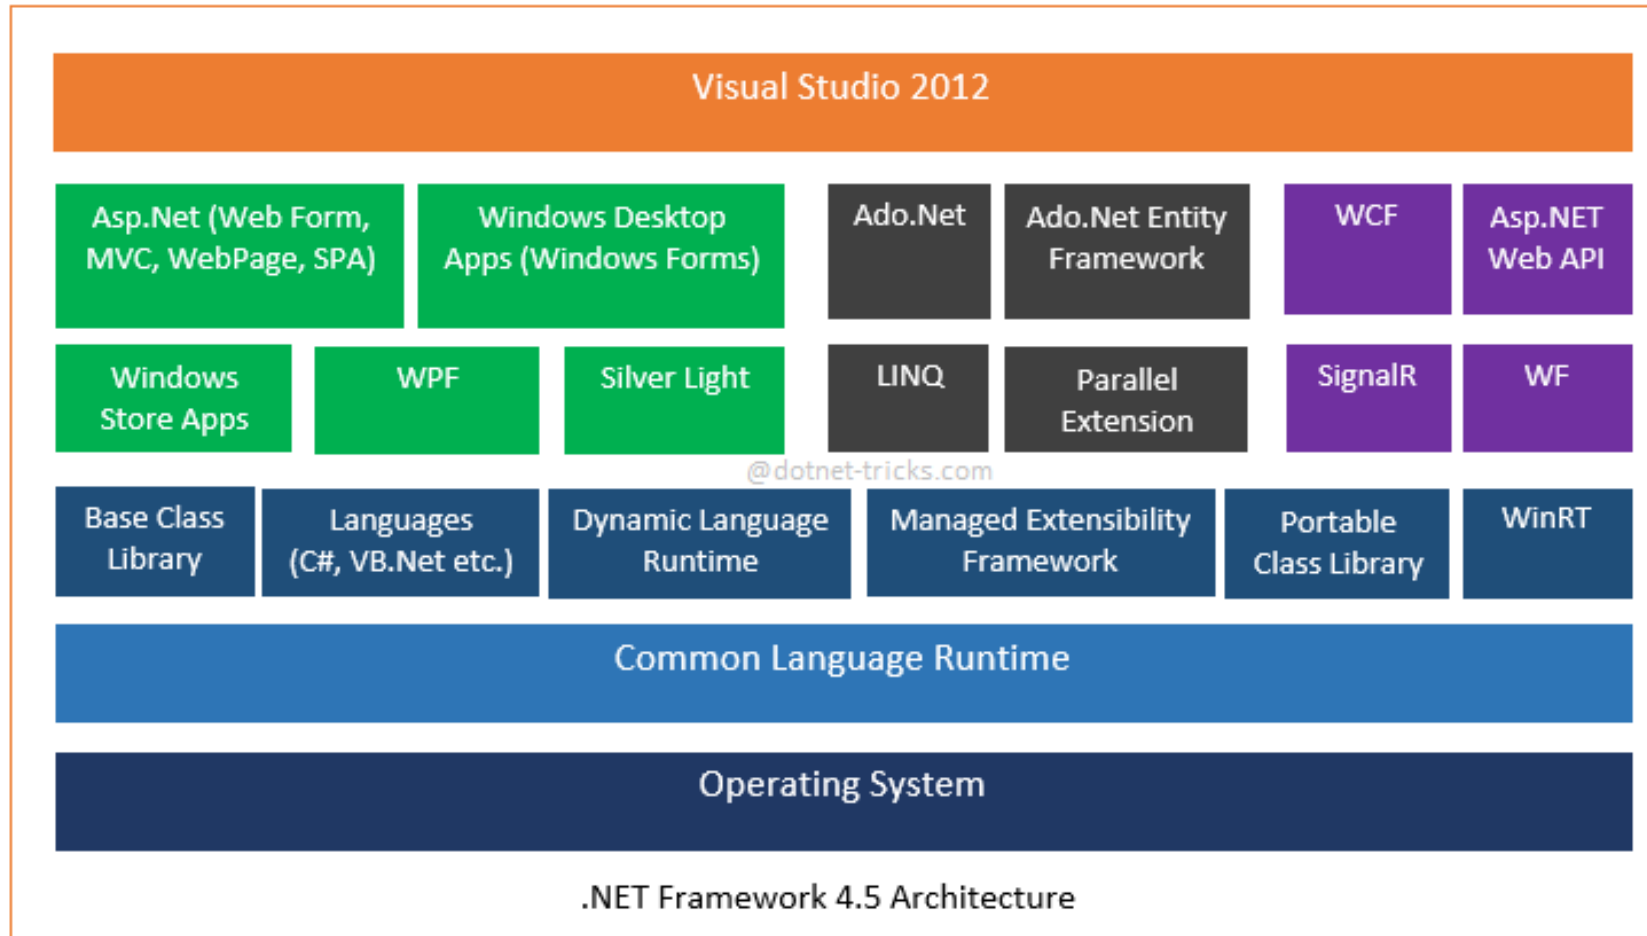 Visual Studio 2012
Asp.Net (Web Form,
MVC, WebPage, SPA)
Windows Desktop
Apps (Windows Forms)
Ado.Net
Ado.Net Entity
Framework
WCF
Asp.NET
Web API
Windows
Store Apps
WPF
Silver Light
LINQ
Parallel
Extension
SignalR
WF
@dotnet-tricks.com
Base Class
Library
Languages
(C#, VB.Net etc.)
Dynamic Language
Runtime
Managed Extensibility
Framework
Portable
Class Library
WinRT
Common Language Runtime
Operating System
.NET Framework 4.5 Architecture